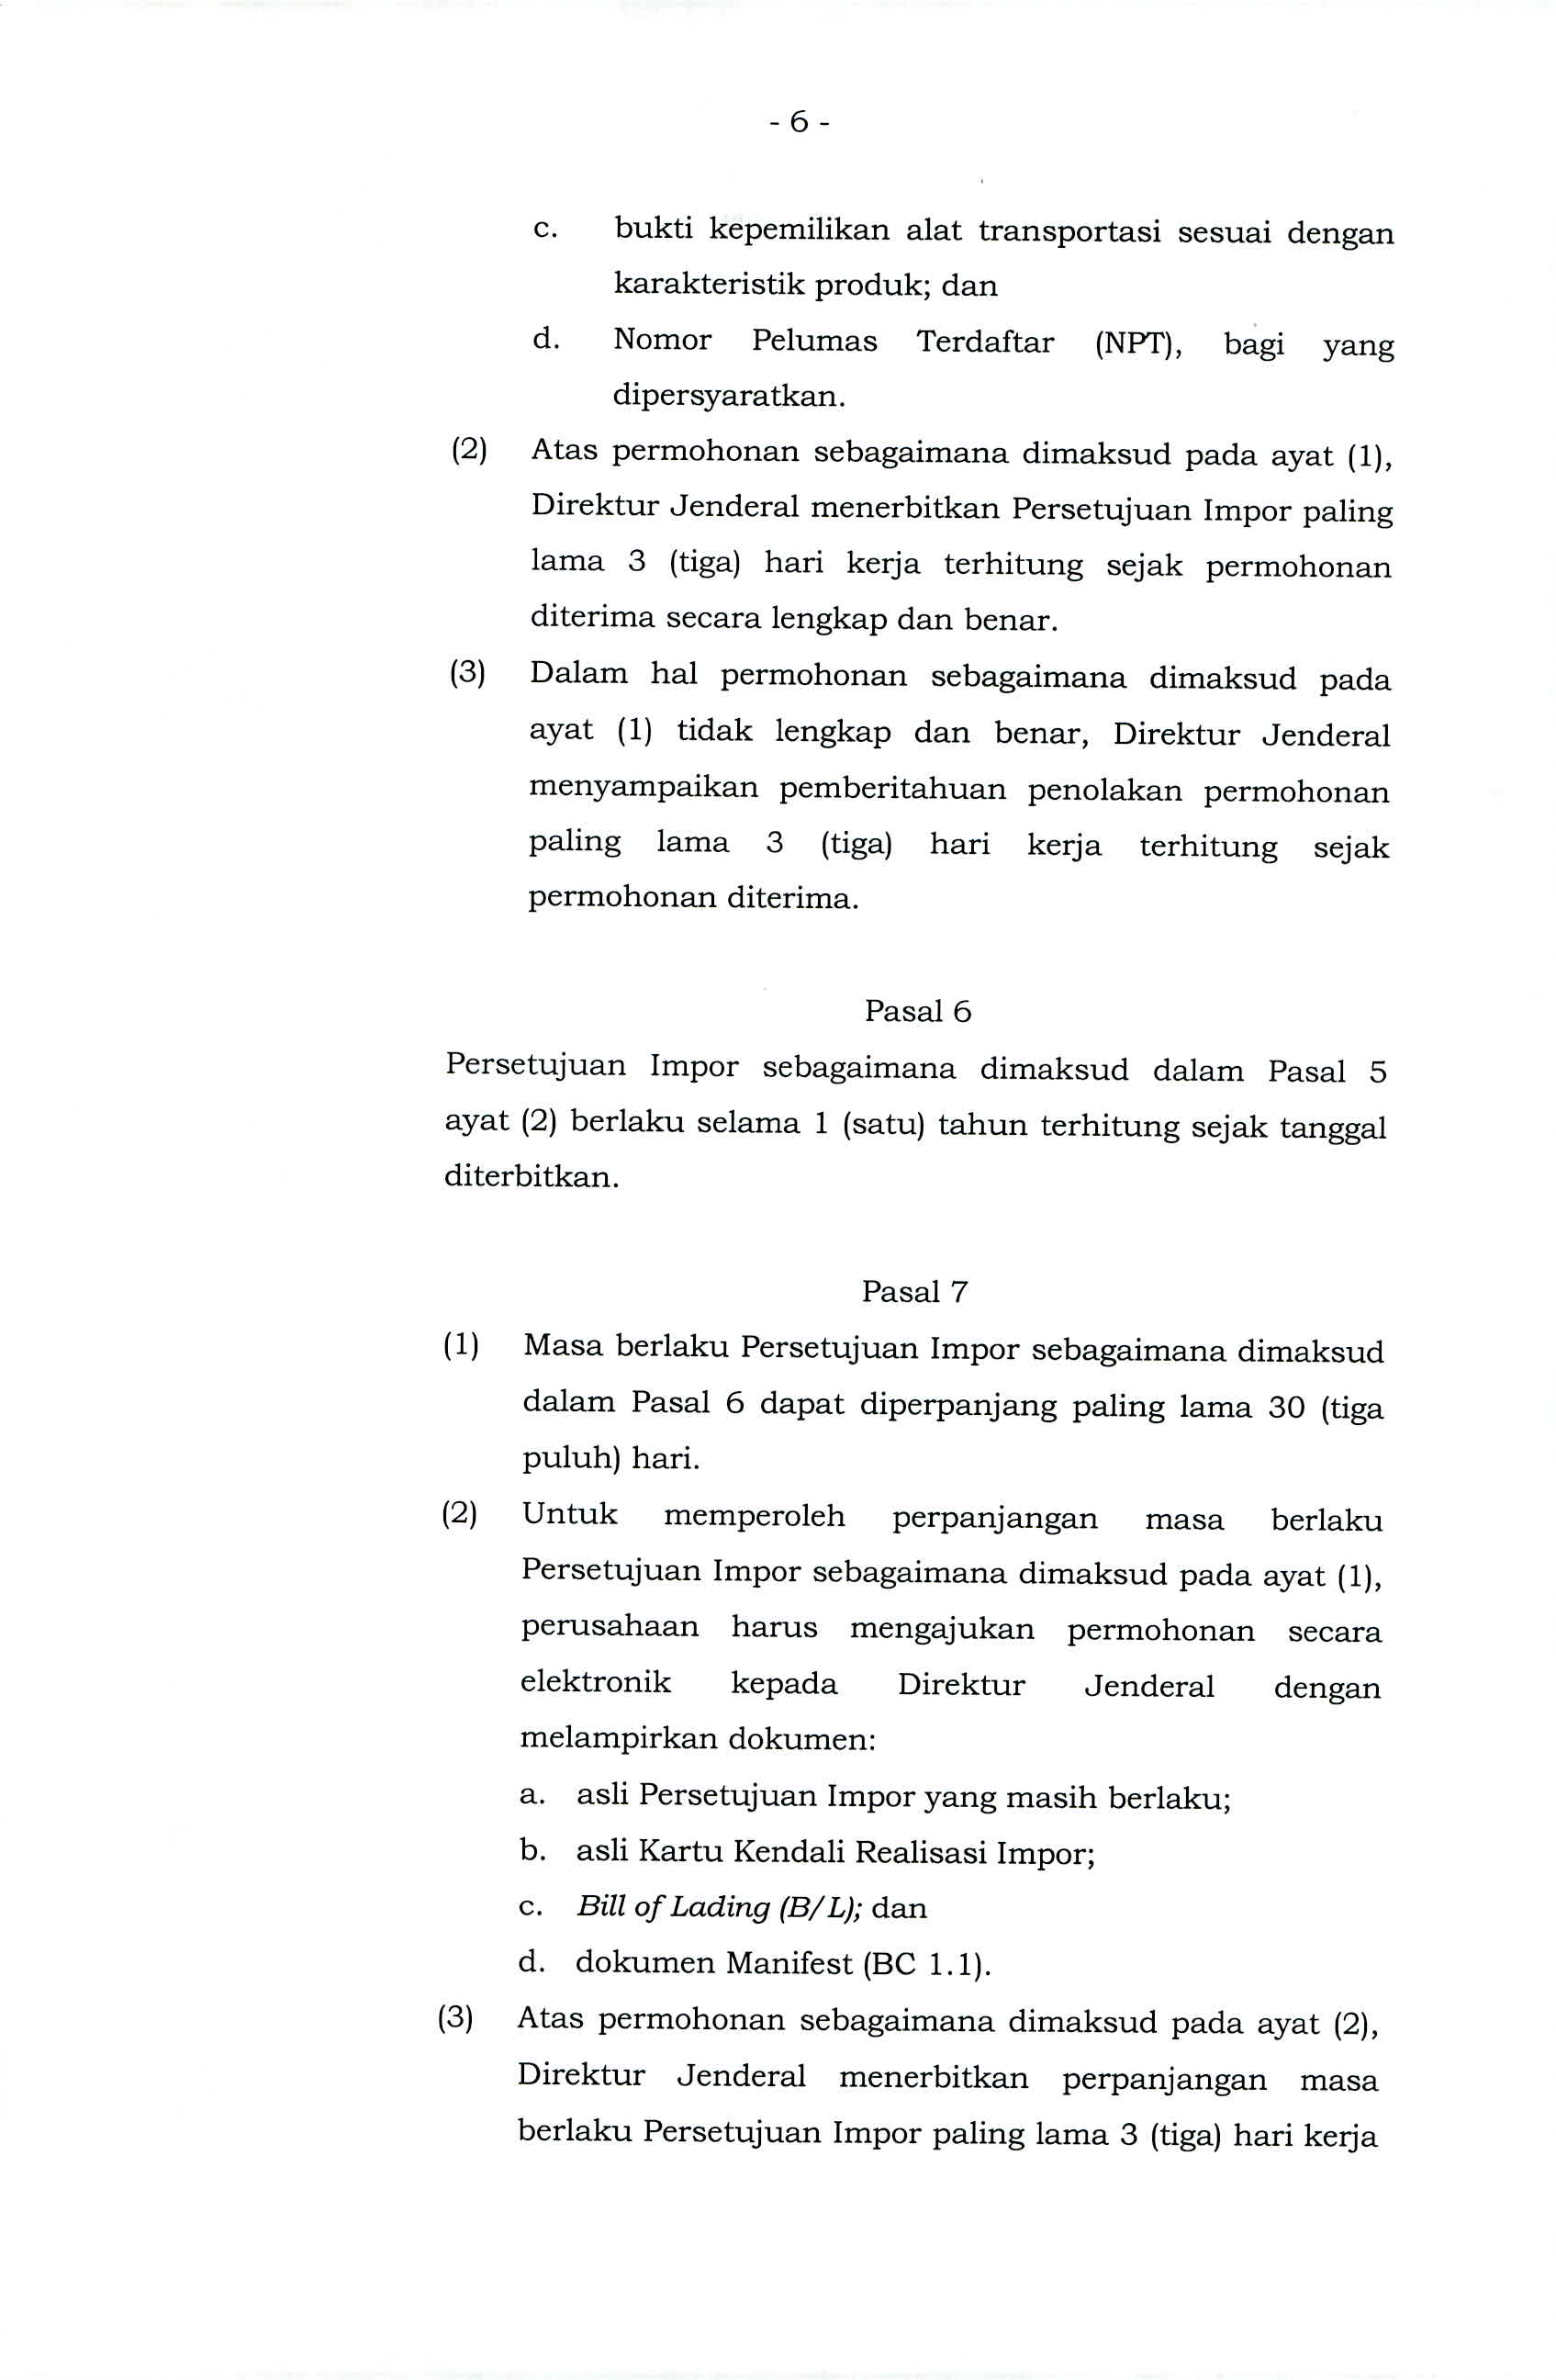 - 6 -
c. bukti kepemilikan alat transportasi sesuai dengan
karakteristik produk; dan
d. Nomor Pelumas Terdaftar (NPT), bagi yang
dipersyaratkan.
(2) Atas permohonan sebagaimana dimaksud pada ayat (1),
Direktur Jenderal menerbitkan Persetujuan Impor paling
lama 3 (tiga) hari kerja terhitung sejak permohonan
diterima secara lengkap dan benar.
(3) Dalam hal permohonan sebagaimana dimaksud pada
ayat (1) tidak lengkap dan benar, Direktur Jenderal
menyampaikan pemberitahuan penolakan permohonan
paling lama 3 (tiga) hari kerja terhitung sejak
permohonan diterima.
Pasal 6
Persetujuan Impor sebagaimana dimaksud dalam Pasal 5
ayat (2) berlaku selama 1 (satu) tahun terhitung sejak tanggal
diterbitkan.
Pasal 7
(1) Masa berlaku Persetujuan Impor sebagaimana dimaksud
dalam Pasal 6 dapat diperpanjang paling lama 30 (tiga
puluh) hari.
(2) Untuk memperoleh perpanjangan masa berlaku
Persetujuan Impor sebagaimana dimaksud pada ayat (1),
perusahaan harus mengajukan permohonan secara
elektronik kepada Direktur Jenderal dengan
melampirkan dokumen:
a. asli Persetujuan Impor yang masih berlaku;
b. asli Kartu Kendali Realisasi Impor;
c. Bill of Lading (B/L); dan
d. dokumen Manifest (BC 1.1).
(3) Atas permohonan sebagaimana dimaksud pada ayat (2),
Direktur Jenderal menerbitkan perpanjangan masa
berlaku Persetujuan Impor paling lama 3 (tiga) hari kerja